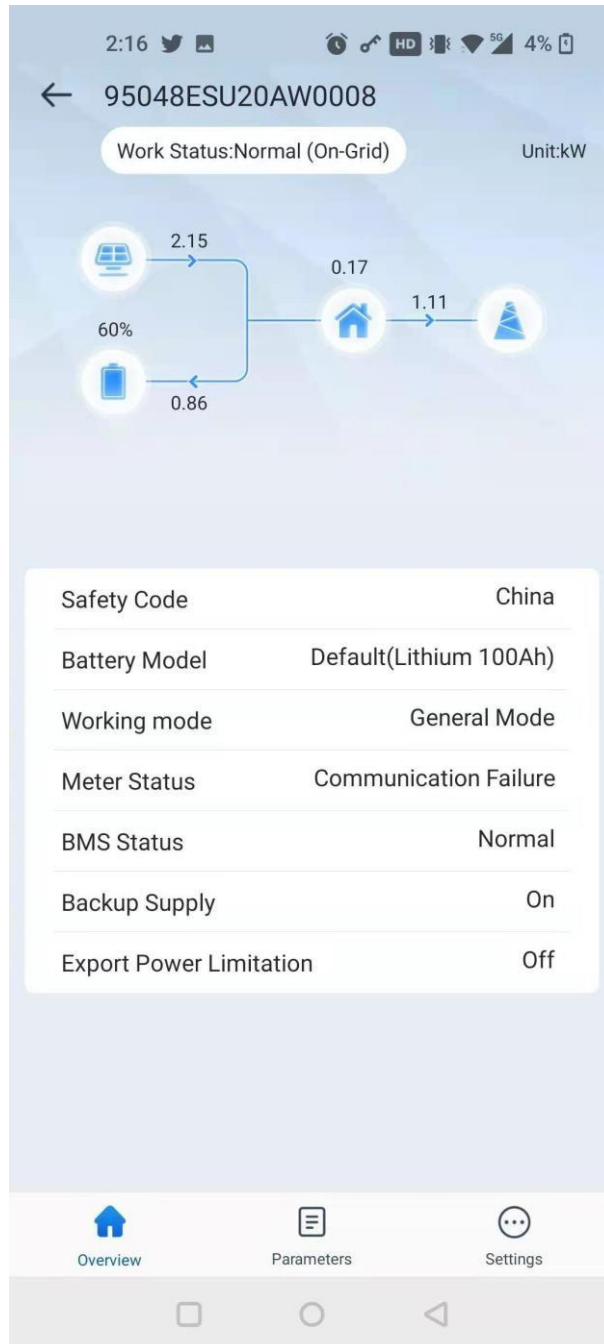 2:16 HD 5G 4%
95048ESU20AW0008
Work Status:Normal (On-Grid) Unit:kW
2.15
0.17
1.11
60%
0.86
Safety Code China
Battery Model Default(Lithium 100Ah)
Working mode General Mode
Meter Status Communication Failure
BMS Status Normal
Backup Supply On
Export Power Limitation Off
Overview Parameters Settings